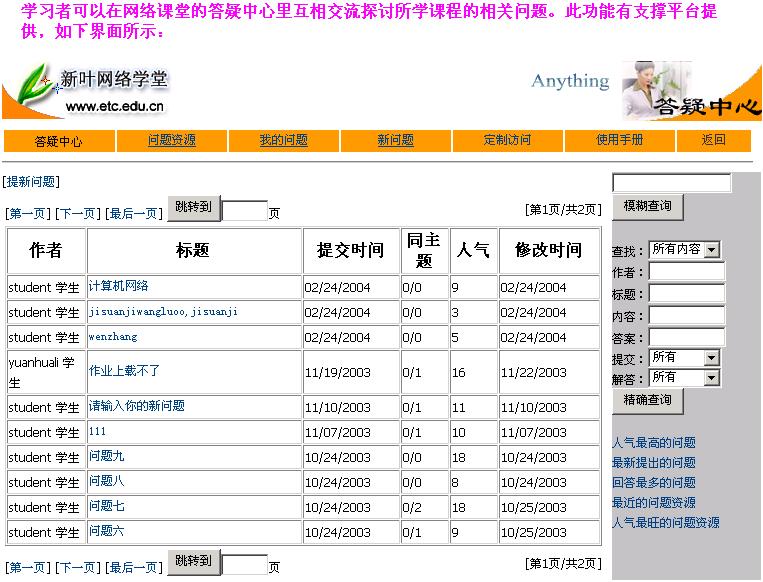 学习者可以在网络课堂的答疑中心里互相交流探讨所学课程的相关问题。此功能有支撑平台提
供，如下界面所示：
新叶网络学堂
www.etc.edu.cn
Anything
答疑中心
答疑中心 问题资源 我的问题 新问题 定制访问 使用手册 返回
[提新问题]
[第一页] [下一页] [最后一页] 跳转到 页 [第1页/共2页]
作者 标题 提交时间 同主题 人气 修改时间
student 学生 计算机网络 02/24/2004 0/0 9 02/24/2004
student 学生 jisuanjiwangluoo,jisuanji 02/24/2004 0/0 3 02/24/2004
student 学生 wenzhang 02/24/2004 0/0 5 02/24/2004
yuanhuali 学生 作业上载不了 11/19/2003 0/1 16 11/22/2003
student 学生 请输入你的新问题 11/10/2003 0/1 11 11/10/2003
student 学生 111 11/07/2003 0/1 10 11/07/2003
student 学生 问题九 10/24/2003 0/0 18 10/24/2003
student 学生 问题八 10/24/2003 0/0 8 10/24/2003
student 学生 问题七 10/24/2003 0/2 18 10/25/2003
student 学生 问题六 10/24/2003 0/1 9 10/25/2003
[第一页] [下一页] [最后一页] 跳转到 页 [第1页/共2页]
模糊查询
查找：所有内容
作者：
标题：
内容：
答案：
提交：所有
解答：所有
精确查询
人气最高的问题
最新提出的问题
回答最多的问题
最近的问题资源
人气最旺的问题资源